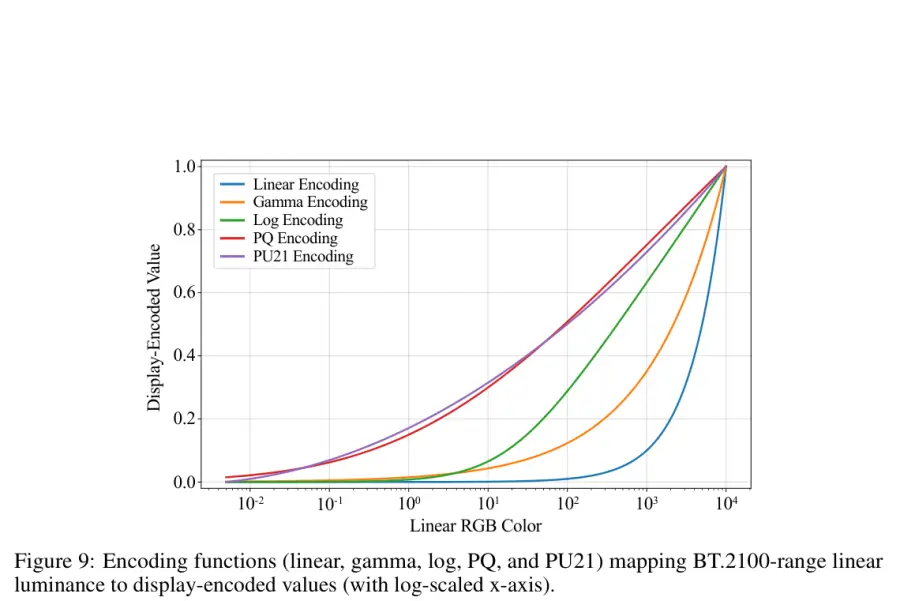 1.0
0.8
0.6
0.4
0.2
0.0
Display-Encoded Value
Linear Encoding
Gamma Encoding
Log Encoding
PQ Encoding
PU21 Encoding
10⁻² 10⁻¹ 10⁰ 10¹ 10² 10³ 10⁴
Linear RGB Color
Figure 9: Encoding functions (linear, gamma, log, PQ, and PU21) mapping BT.2100-range linear
luminance to display-encoded values (with log-scaled x-axis).